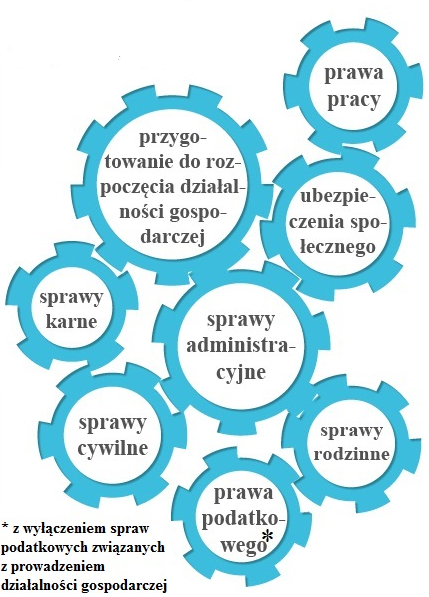 prawa
pracy
przygo-
towanie do roz-
poczęcia działal-
ności gospo-
darczej
ubezpie-
czenia spo-
łecznego
sprawy
karne
sprawy
administra-
cyjne
sprawy
cywilne
sprawy
rodzinne
prawa
podatko-
wego*
* z wyłączeniem spraw
podatkowych związanych
z prowadzeniem
działalności gospodarczej